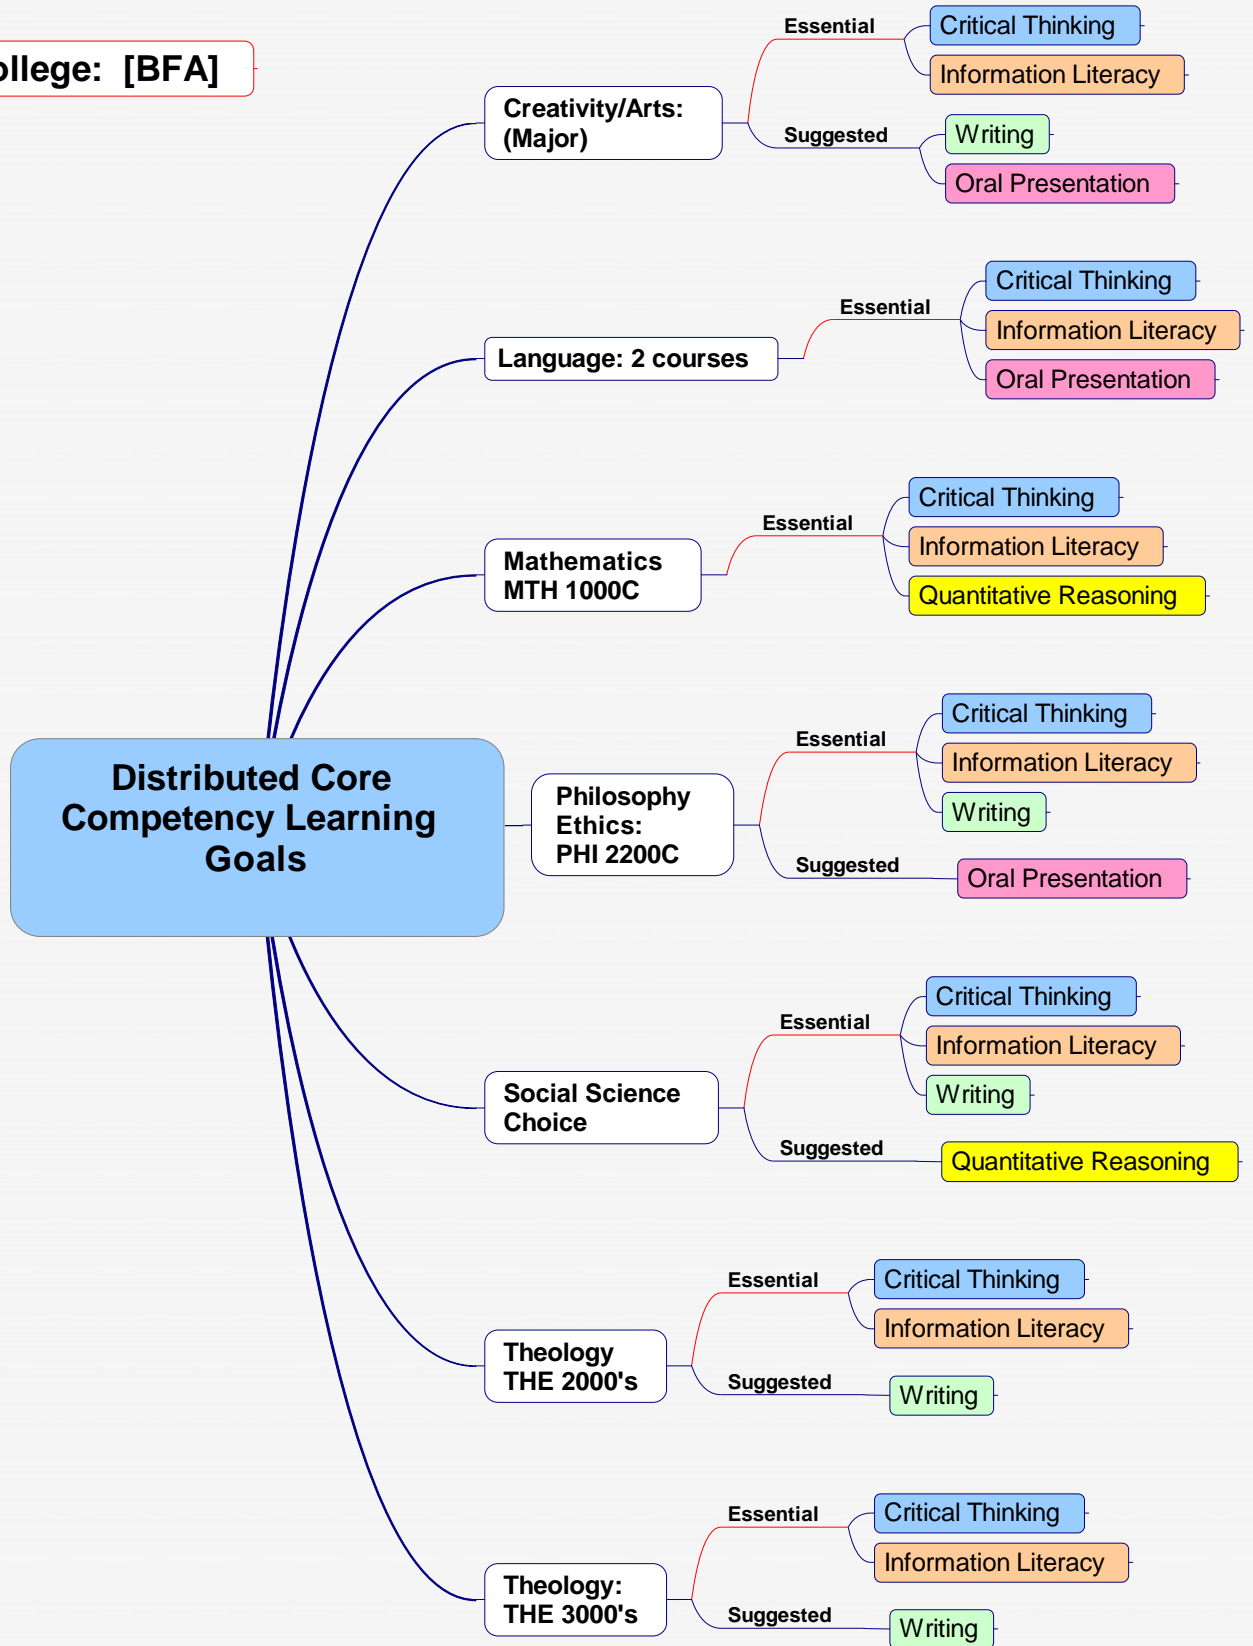 ollege: [BFA]
Essential
Critical Thinking
Information Literacy
Creativity/Arts:
(Major)
Suggested
Writing
Oral Presentation
Essential
Critical Thinking
Information Literacy
Oral Presentation
Language: 2 courses
Essential
Critical Thinking
Information Literacy
Quantitative Reasoning
Mathematics
MTH 1000C
Distributed Core
Competency Learning
Goals
Philosophy
Ethics:
PHI 2200C
Essential
Critical Thinking
Information Literacy
Writing
Suggested
Oral Presentation
Social Science
Choice
Essential
Critical Thinking
Information Literacy
Writing
Suggested
Quantitative Reasoning
Theology
THE 2000's
Essential
Critical Thinking
Information Literacy
Suggested
Writing
Theology:
THE 3000's
Essential
Critical Thinking
Information Literacy
Suggested
Writing